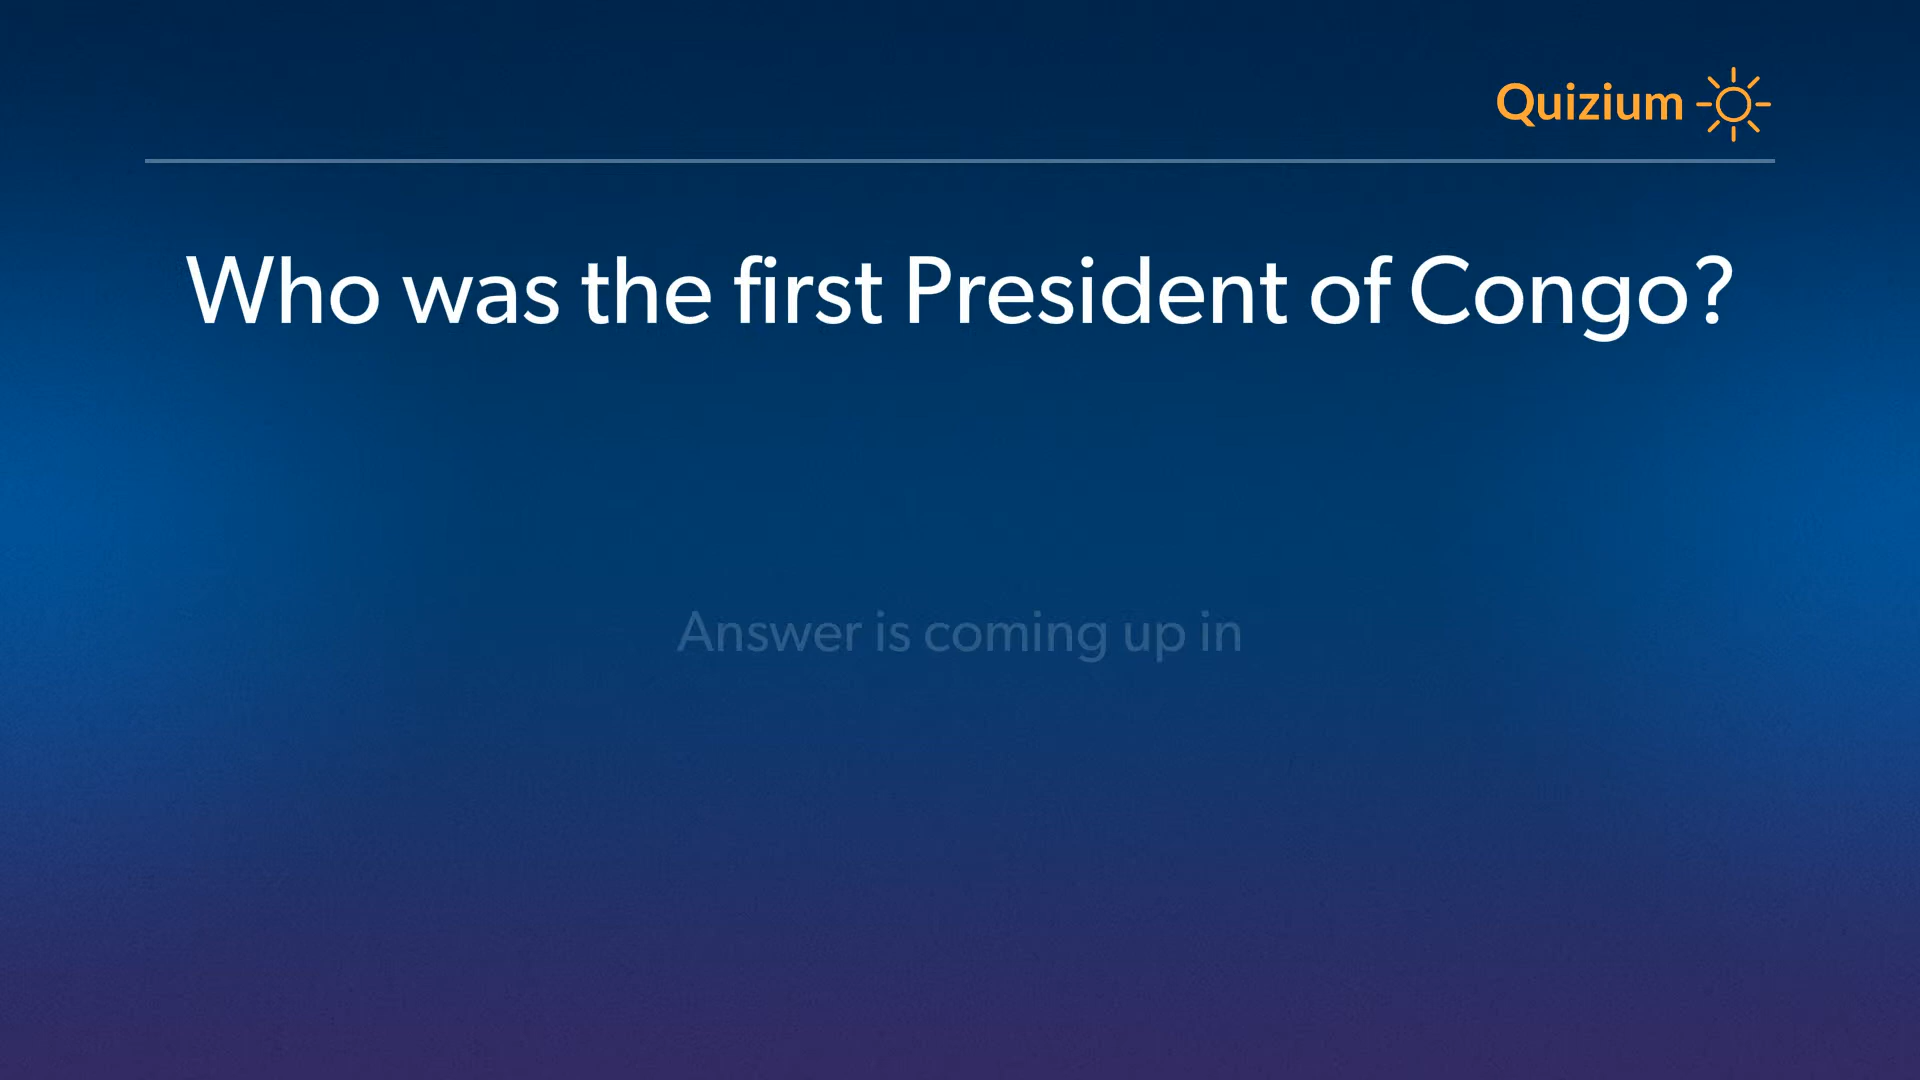 Quizium
Who was the first President of Congo?
Answer is coming up in